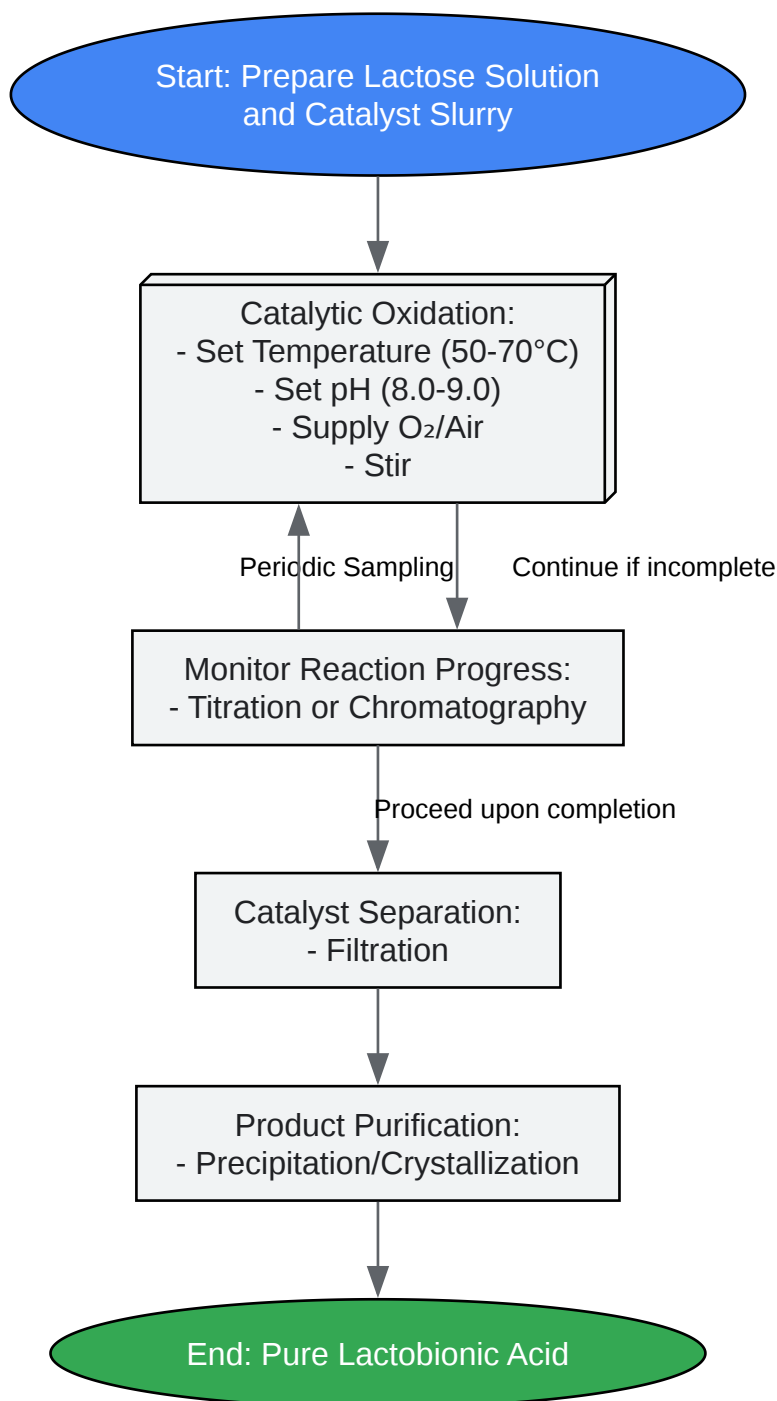 Start: Prepare Lactose Solution
and Catalyst Slurry
Catalytic Oxidation:
- Set Temperature (50-70°C)
- Set pH (8.0-9.0)
- Supply O₂/Air
- Stir
Periodic Sampling
Continue if incomplete
Monitor Reaction Progress:
- Titration or Chromatography
Proceed upon completion
Catalyst Separation:
- Filtration
Product Purification:
- Precipitation/Crystallization
End: Pure Lactobionic Acid